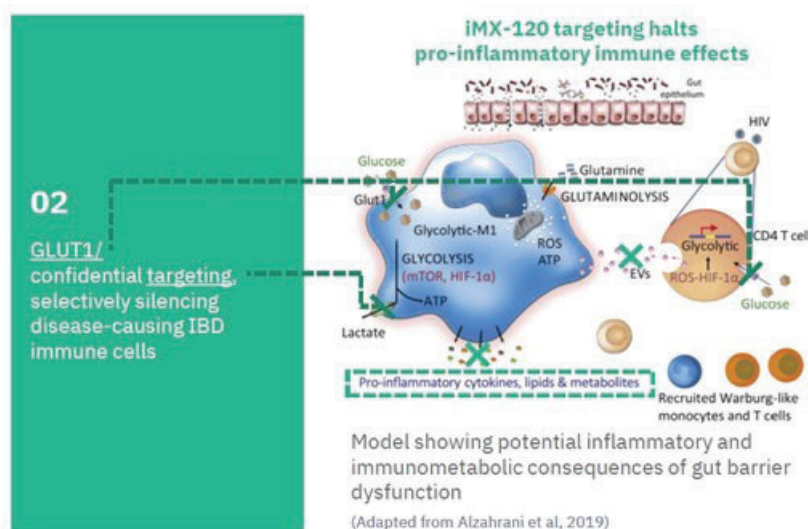 iMX-120 targeting halts
pro-inflammatory immune effects
Gut
epithelium
HIV
Glucose
Glut1
Glutamine
GLUTAMINOLYSIS
02
GLUT1/
confidential targeting,
selectively silencing
disease-causing IBD
immune cells
Glycolytic-M1
ROS
ATP
GLYCOLYSIS
(mTOR, HIF-1α)
ATP
Lactate
EVs
CD4 T cell
Glycolytic
ROS-HIF-1α
Glucose
Pro-inflammatory cytokines, lipids & metabolites
Recruited Warburg-like
monocytes and T cells
Model showing potential inflammatory and
immunometabolic consequences of gut barrier
dysfunction
(Adapted from Alzahrani et al, 2019)